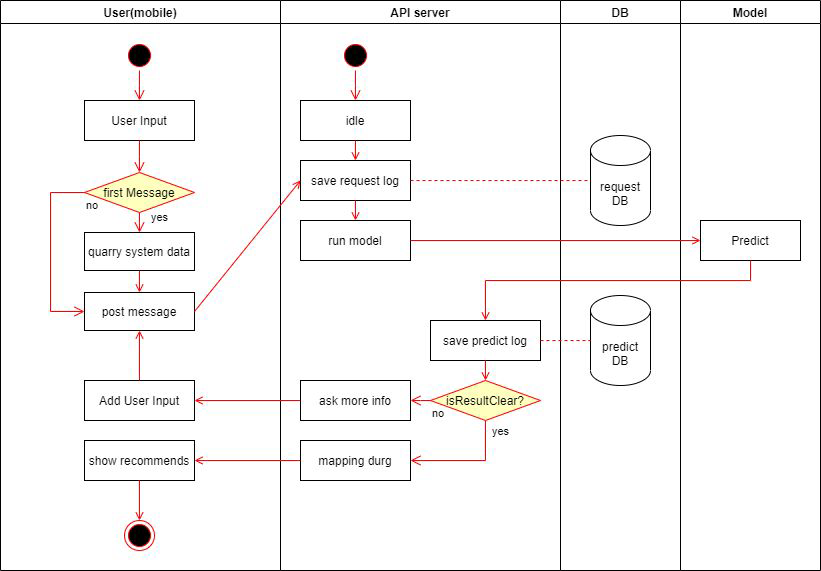 User(mobile)
API server
DB
Model
User Input
idle
first Message
no
yes
save request log
request
DB
quarry system data
run model
Predict
post message
save predict log
predict
DB
Add User Input
ask more info
isResultClear?
no
yes
show recommends
mapping durg